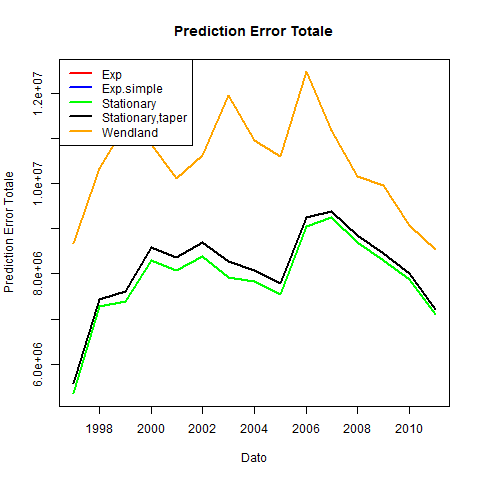 Prediction Error Totale
Exp
Exp.simple
Stationary
Stationary,taper
Wendland
Prediction Error Totale
1.2e+07
1.0e+07
8.0e+06
6.0e+06
1998 2000 2002 2004 2006 2008 2010
Dato